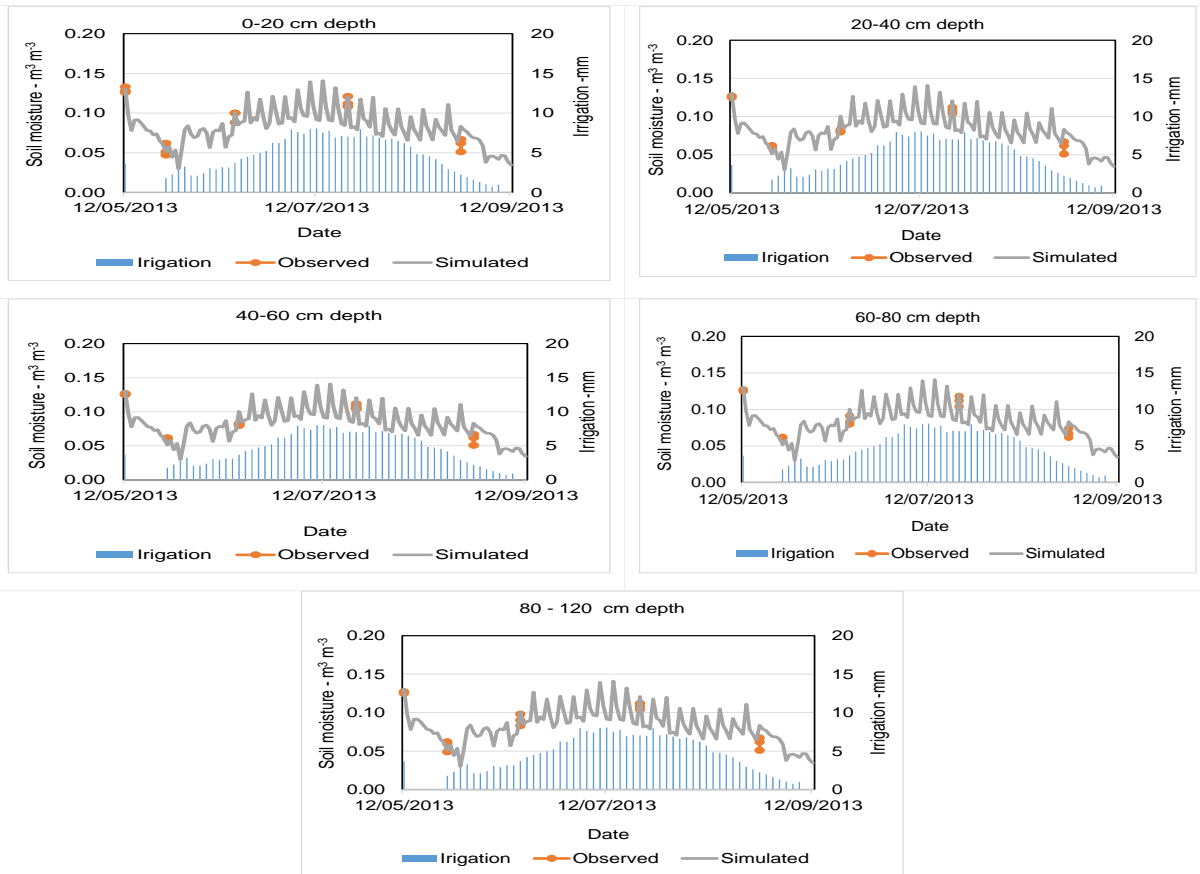 0-20 cm depth
Soil moisture - m³ m⁻³
0.20
0.15
0.10
0.05
0.00
20
15
10
5
0
Irrigation -mm
12/05/2013 12/07/2013 12/09/2013
Date
Irigation Observed Simulated
20-40 cm depth
Soil moisture - m³ m⁻³
0.20
0.15
0.10
0.05
0.00
20
15
10
5
0
Irrigation -mm
12/05/2013 12/07/2013 12/09/2013
Date
Irigation Observed Simulated
40-60 cm depth
Soil moisture - m³ m⁻³
0.20
0.15
0.10
0.05
0.00
20
15
10
5
0
Irrigation -mm
12/05/2013 12/07/2013 12/09/2013
Date
Irigation Observed Simulated
60-80 cm depth
Soil moisture - m³ m⁻³
0.20
0.15
0.10
0.05
0.00
20
15
10
5
0
Irrigation -mm
12/05/2013 12/07/2013 12/09/2013
Date
Irigation Observed Simulated
80 - 120 cm depth
Soil moisture - m³ m⁻³
0.20
0.15
0.10
0.05
0.00
20
15
10
5
0
Irrigation -mm
12/05/2013 12/07/2013 12/09/2013
Date
Irigation Observed Simulated